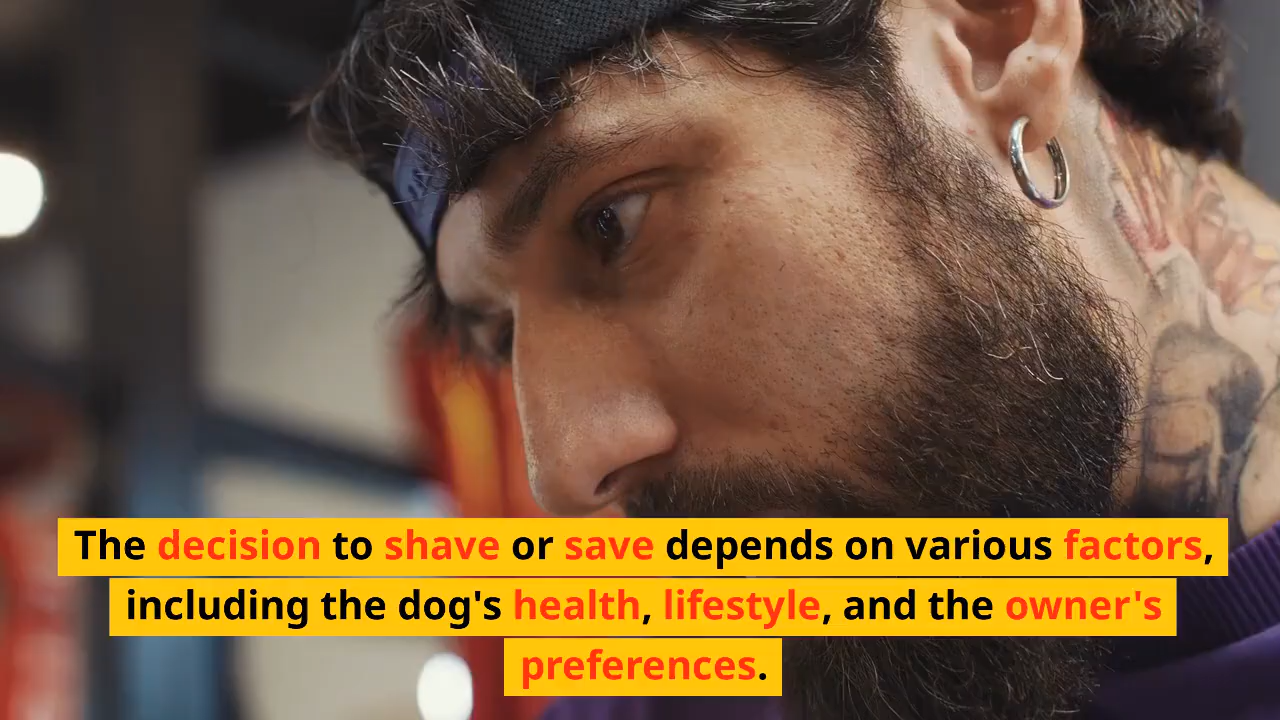 The decision to shave or save depends on various factors,
including the dog's health, lifestyle, and the owner's
preferences.